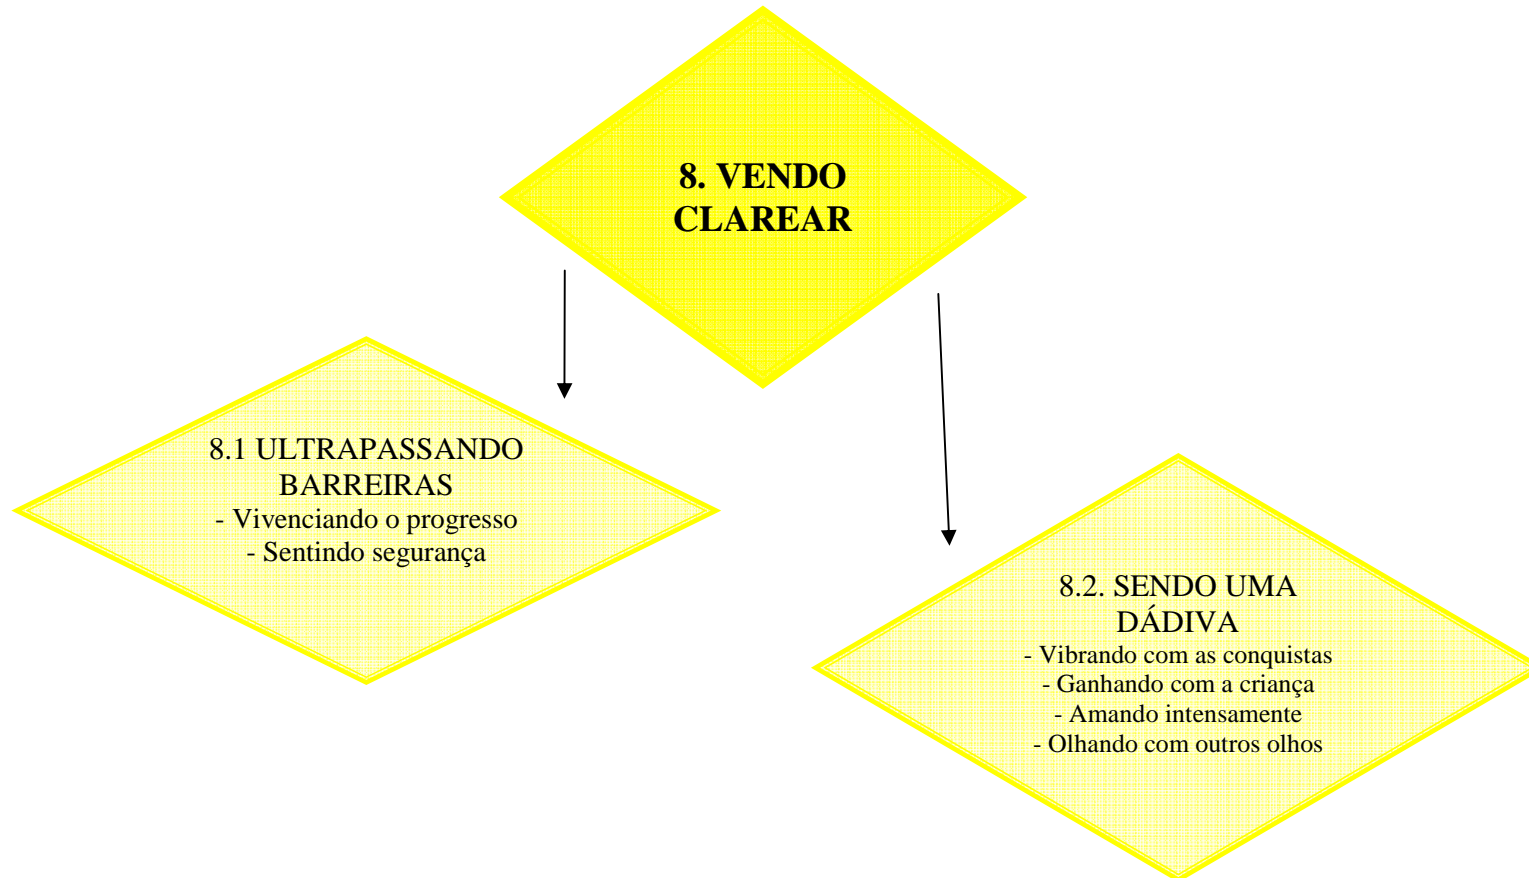 8. VENDO
CLAREAR
8.1 ULTRAPASSANDO
BARREIRAS
- Vivenciando o progresso
- Sentindo segurança
8.2. SENDO UMA
DÁDIVA
- Vibrando com as conquistas
- Ganhando com a criança
- Amando intensamente
- Olhando com outros olhos